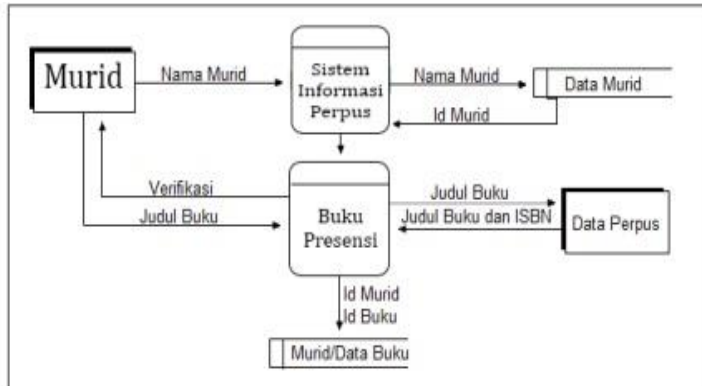 Murid
Nama Murid
Sistem
Informasi
Perpus
Nama Murid
Data Murid
Id Murid
Verifikasi
Judul Buku
Buku
Presensi
Judul Buku
Judul Buku dan ISBN
Data Perpus
Id Murid
Id Buku
Murid/Data Buku